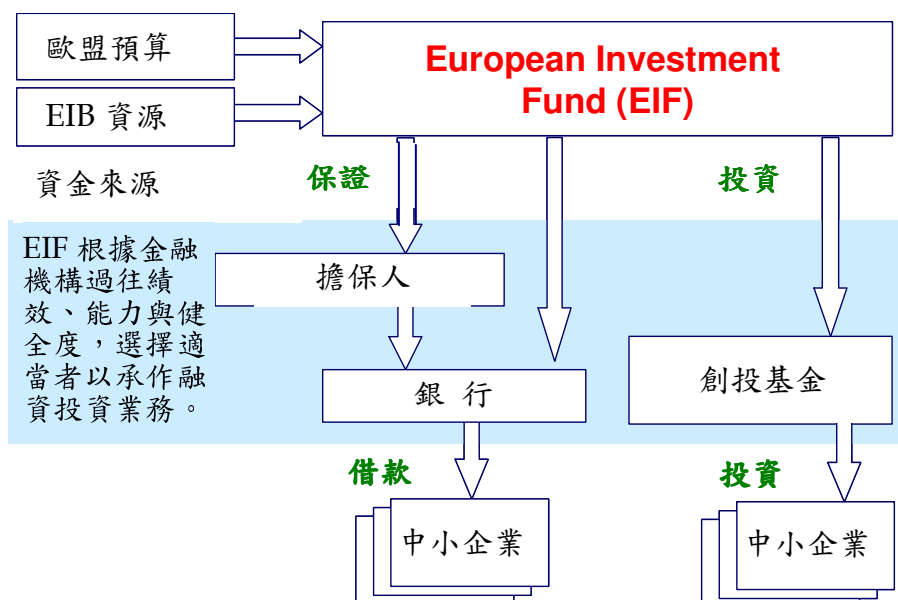 歐盟預算
European Investment
Fund (EIF)
EIB 資源
資金來源
保證
投資
EIF 根據金融
機構過往績
效、能力與健
全度，選擇適
當者以承作融
資投資業務。
擔保人
銀 行
創投基金
借款
投資
中小企業
中小企業